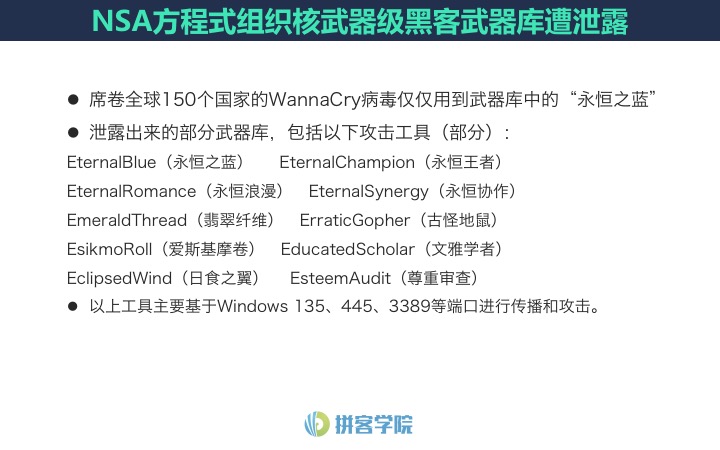 NSA方程式组织核武器级黑客武器库遭泄露
● 席卷全球150个国家的WannaCry病毒仅仅用到武器库中的“永恒之蓝”
● 泄露出来的部分武器库，包括以下攻击工具（部分）：
EternalBlue（永恒之蓝） EternalChampion（永恒王者）
EternalRomance（永恒浪漫） EternalSynergy（永恒协作）
EmeraldThread（翡翠纤维） ErraticGopher（古怪地鼠）
EsikmoRoll（爱斯基摩卷） EducatedScholar（文雅学者）
EclipsedWind（日食之翼） EsteemAudit（尊重审查）
● 以上工具主要基于Windows 135、445、3389等端口进行传播和攻击。
拼客学院